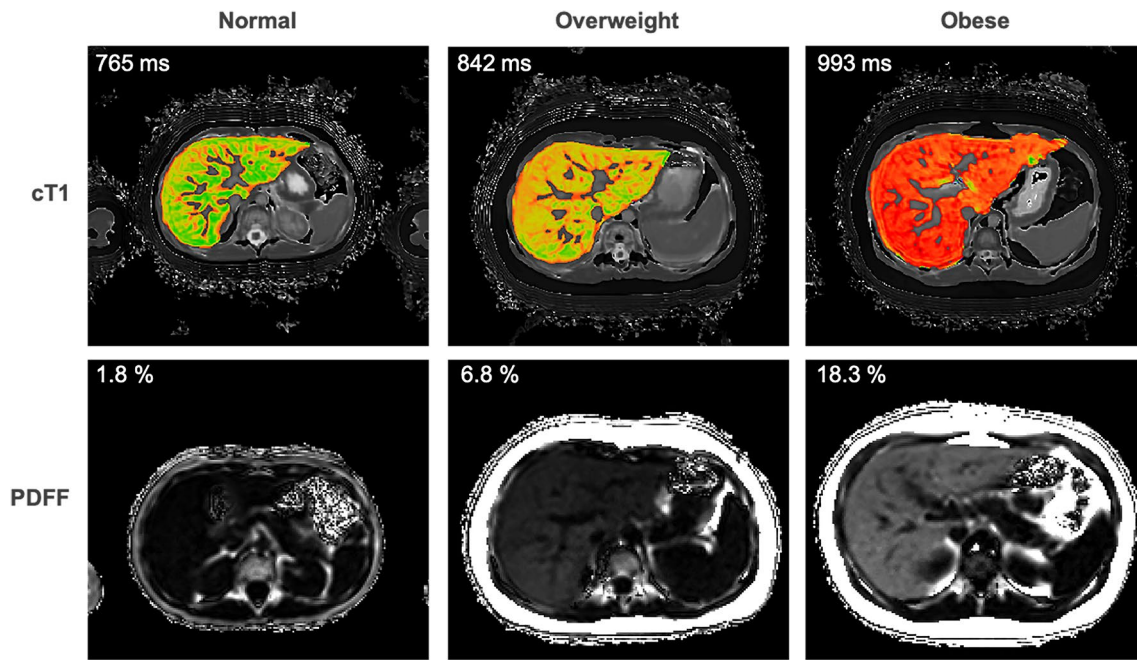 Normal Overweight Obese
cT1
765 ms 842 ms 993 ms
PDFF
1.8 % 6.8 % 18.3 %